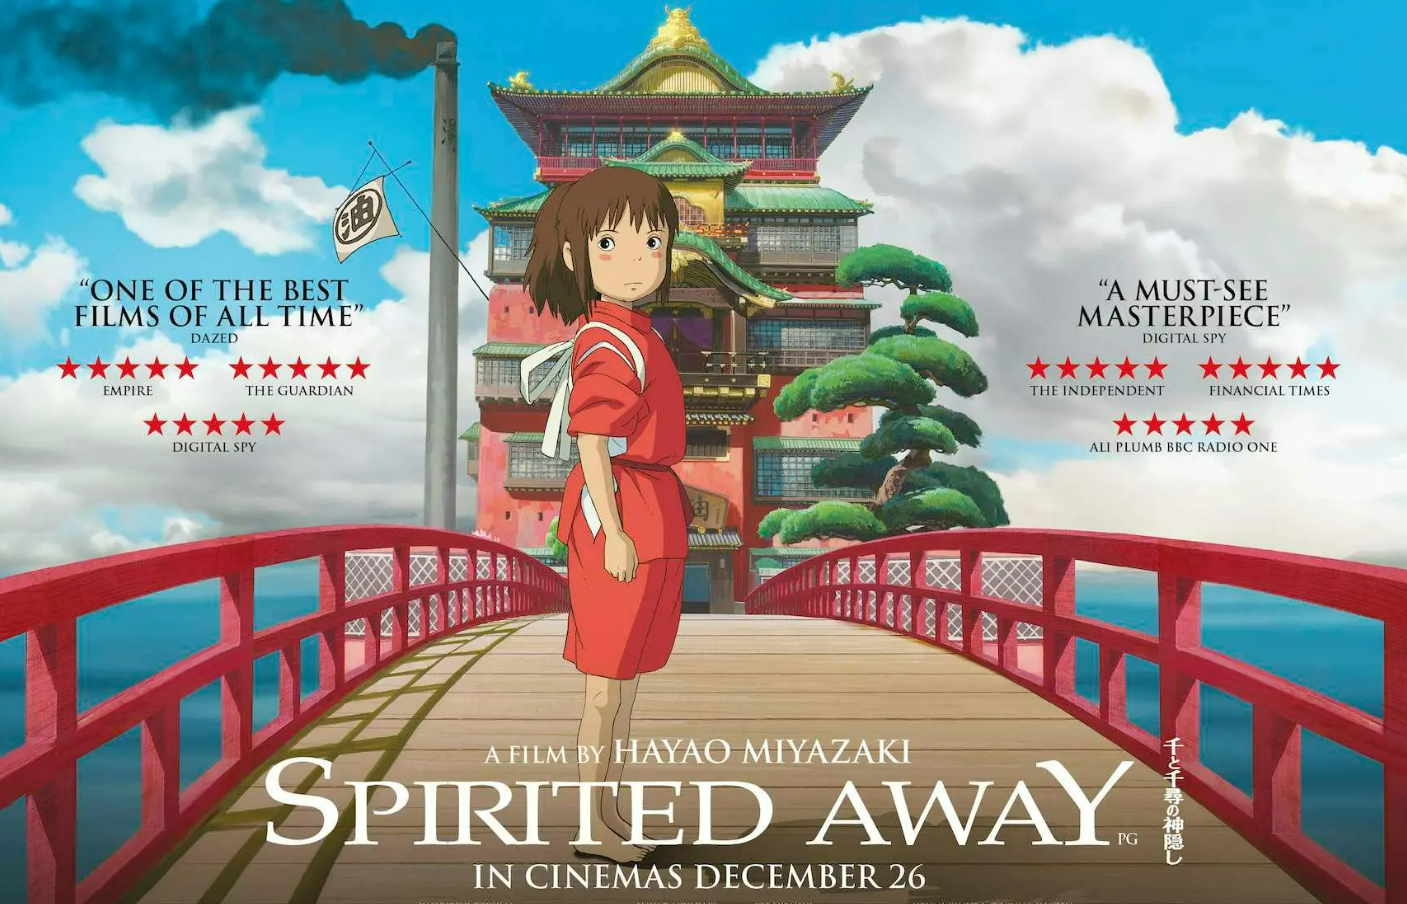 湯
油
“ONE OF THE BEST
FILMS OF ALL TIME”
DAZED
★★★★★ ★★★★★
EMPIRE THE GUARDIAN
★★★★★
DIGITAL SPY
“A MUST-SEE
MASTERPIECE”
DIGITAL SPY
★★★★★ ★★★★★
THE INDEPENDENT FINANCIAL TIMES
★★★★★
ALI PLUMB BBC RADIO ONE
A FILM BY HAYAO MIYAZAKI
SPIRITED AWAY PG
千と千尋の神隠し
IN CINEMAS DECEMBER 26